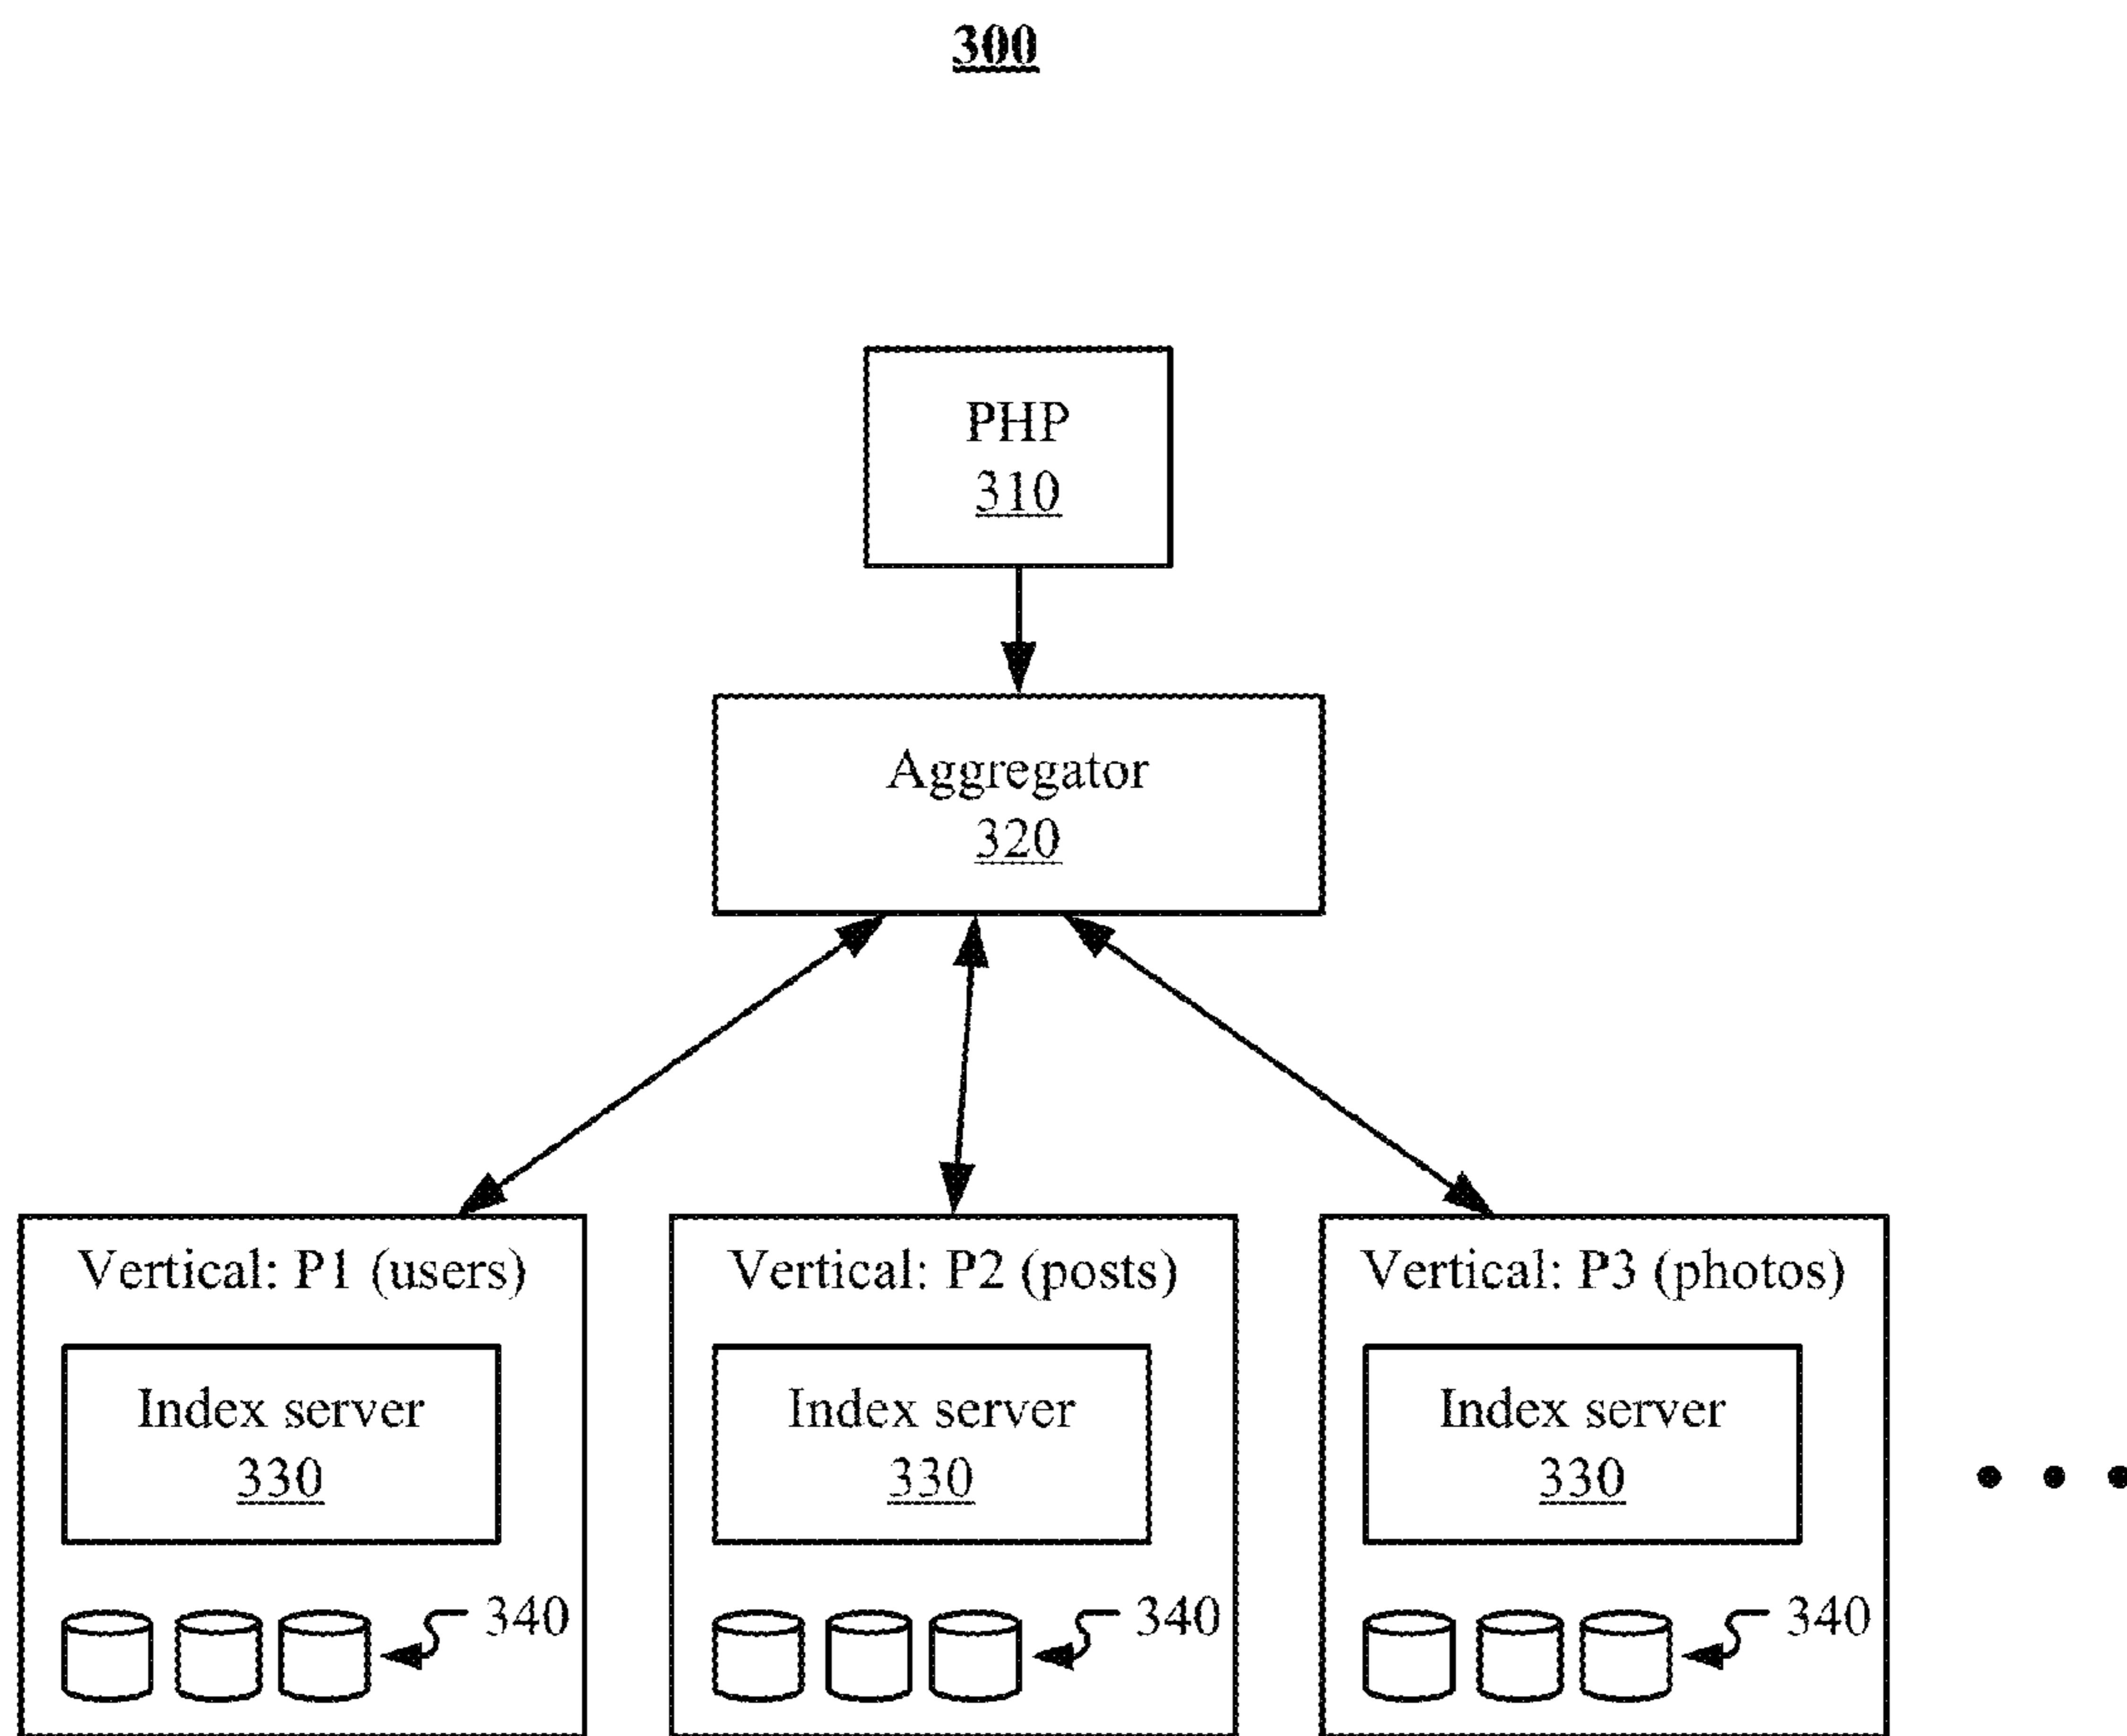 300
PHP
310
Aggregator
320
Vertical: P1 (users)
Vertical: P2 (posts)
Vertical: P3 (photos)
Index server
330
Index server
330
Index server
330
340
340
340